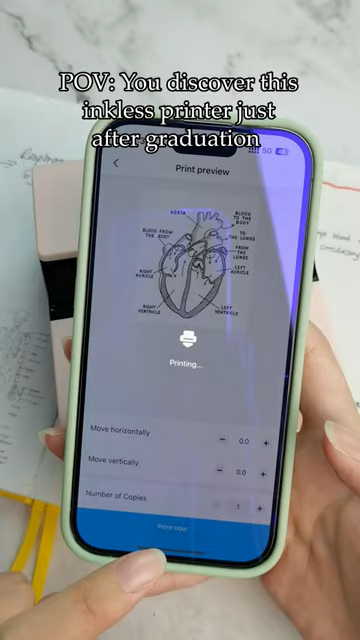 POV: You discover this
inkless printer just
after graduation
5G 48
Print preview
AORTA
BLOOD
TO THE
BODY
BLOOD FROM
THE BODY
TO
THE LUNGS
FROM
THE LUNGS
RIGHT
AURICLE
LEFT
AURICLE
RIGHT
VENTRICLE
LEFT
VENTRICLE
Printing...
Move horizontally
− 0.0 +
Move vertically
− 0.0 +
Number of Copies
1 +
Print now